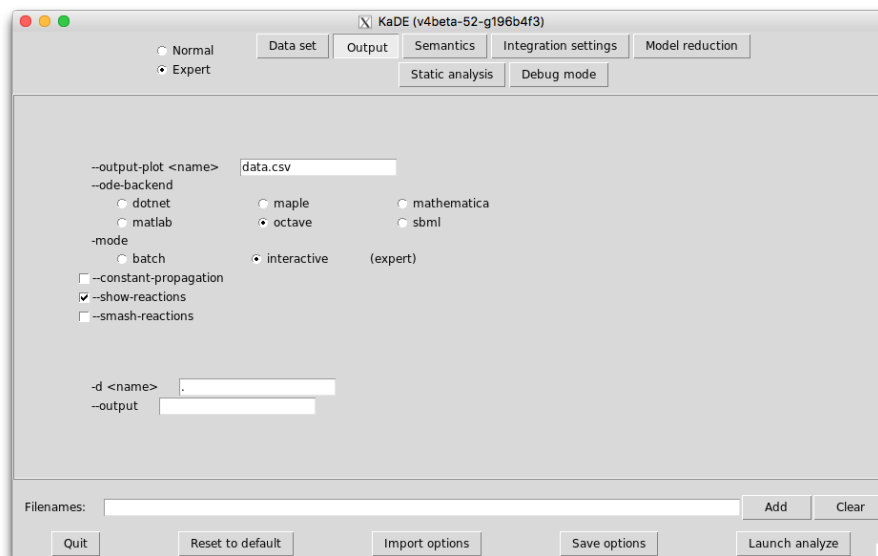 KaDE (v4beta-52-g196b4f3)
Normal
Expert
Data set Output Semantics Integration settings Model reduction
Static analysis Debug mode
--output-plot <name> data.csv
--ode-backend
dotnet maple mathematica
matlab octave sbml
-mode
batch interactive (expert)
--constant-propagation
--show-reactions
--smash-reactions
-d <name> .
--output
Filenames: Add Clear
Quit Reset to default Import options Save options Launch analyze